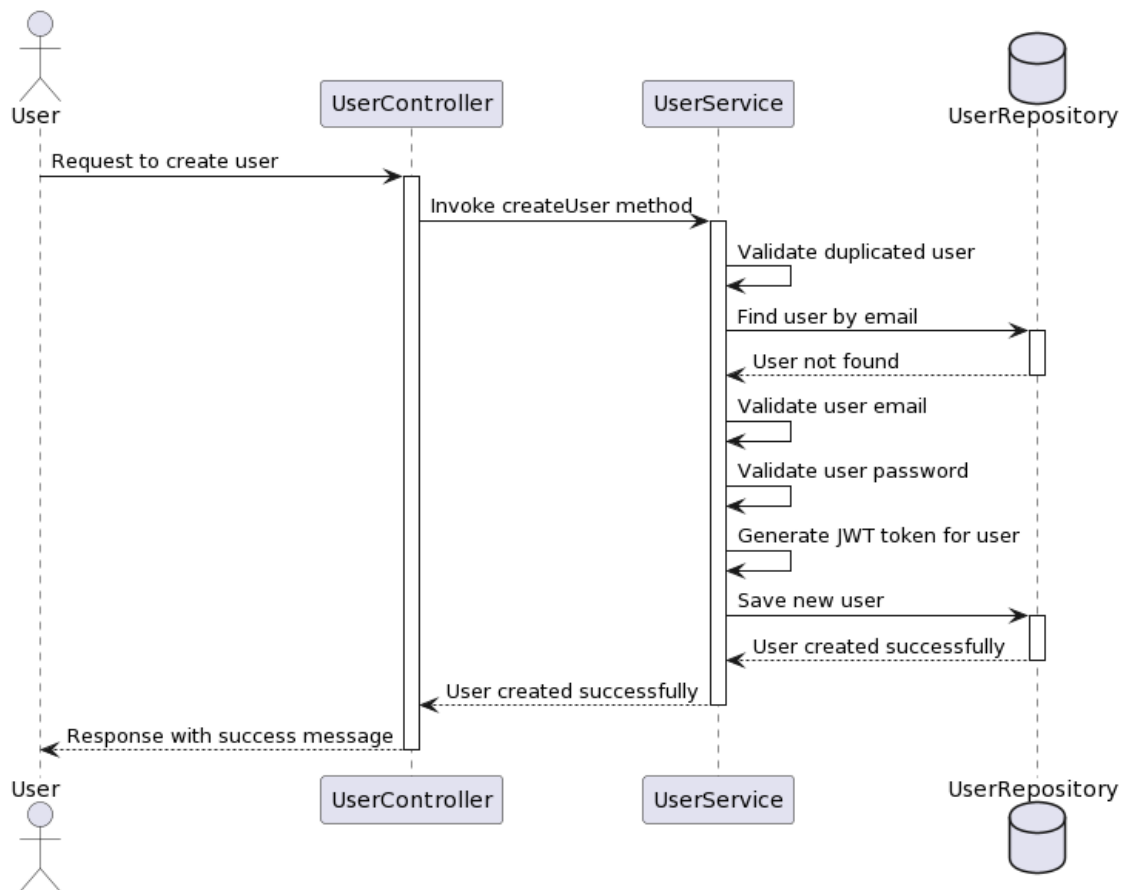 User
UserController
UserService
UserRepository
Request to create user
Invoke createUser method
Validate duplicated user
Find user by email
User not found
Validate user email
Validate user password
Generate JWT token for user
Save new user
User created successfully
User created successfully
Response with success message
User
UserController
UserService
UserRepository